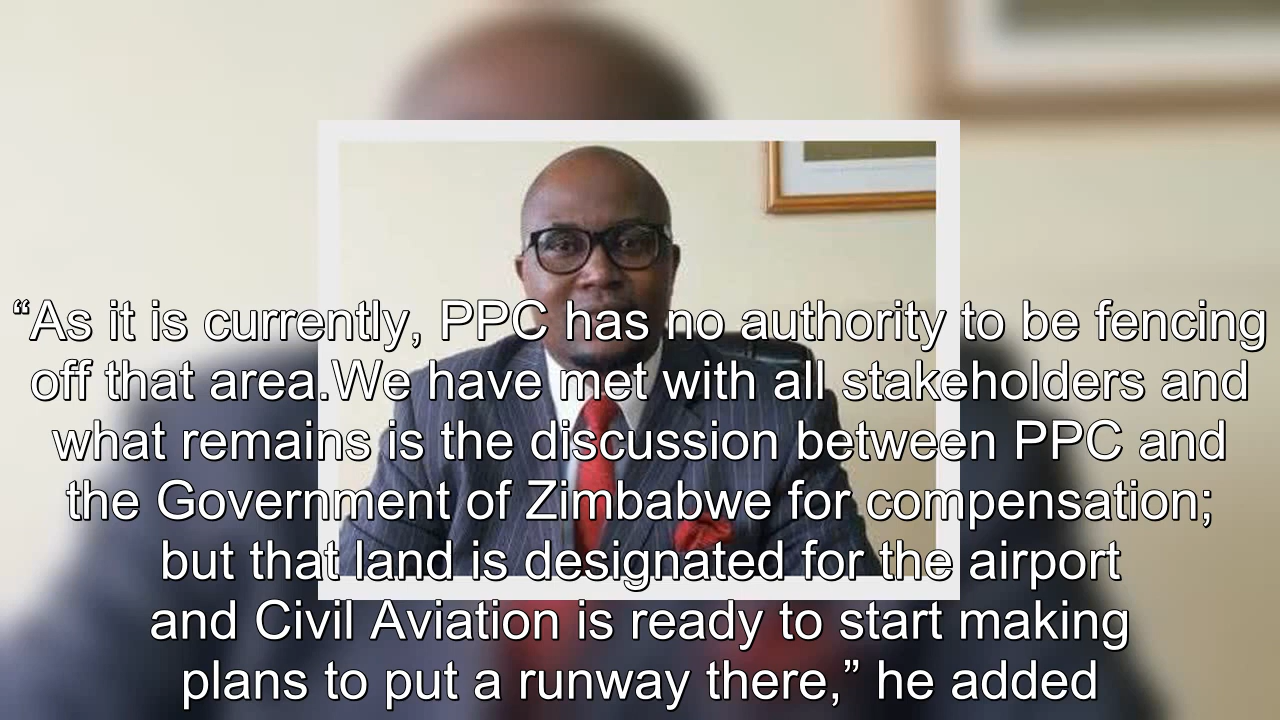 “As it is currently, PPC has no authority to be fencing
off that area.We have met with all stakeholders and
what remains is the discussion between PPC and
the Government of Zimbabwe for compensation;
but that land is designated for the airport
and Civil Aviation is ready to start making
plans to put a runway there,” he added